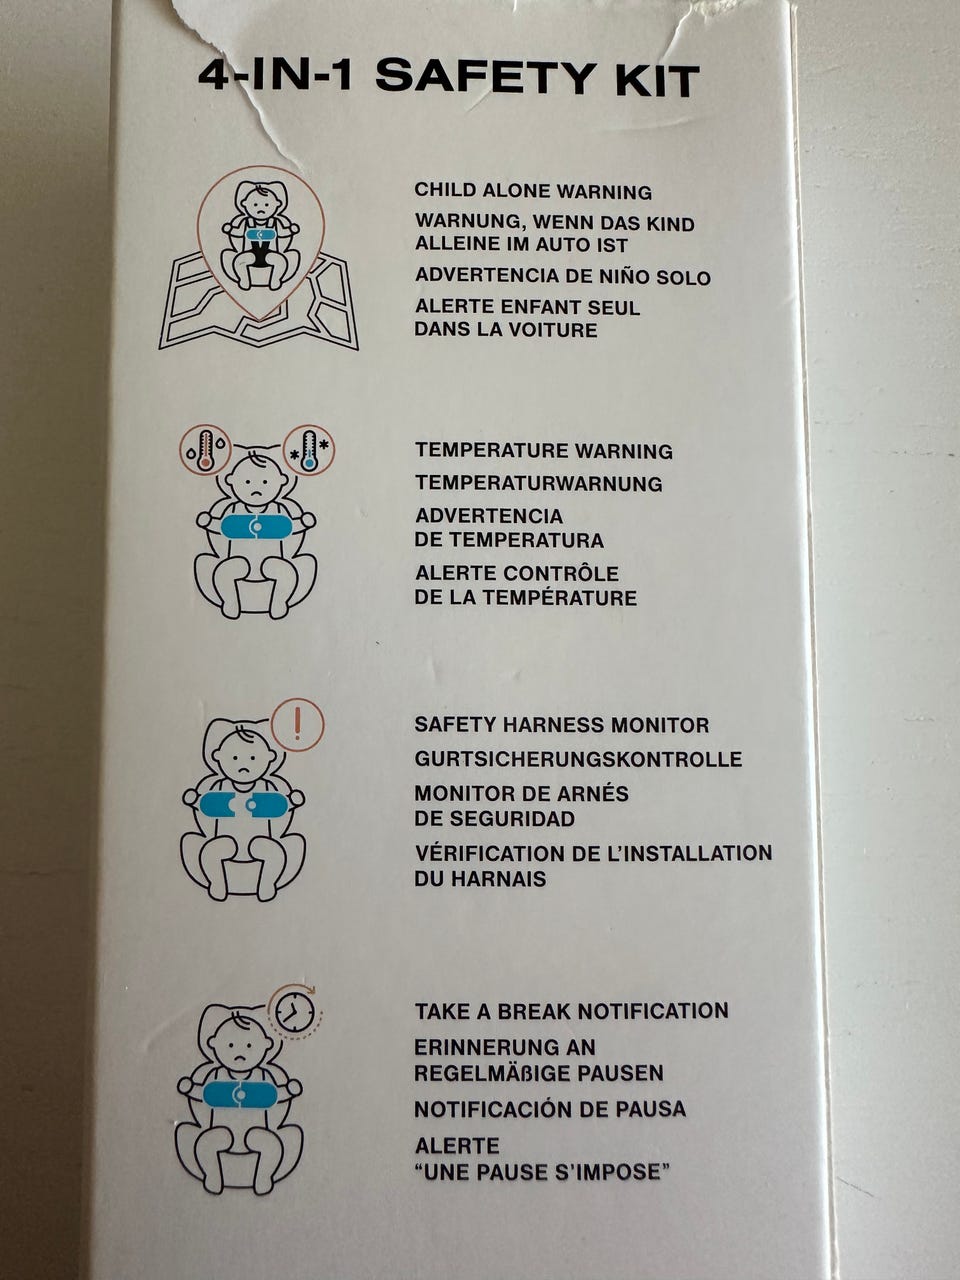 4-IN-1 SAFETY KIT
CHILD ALONE WARNING
WARNUNG, WENN DAS KIND
ALLEINE IM AUTO IST
ADVERTENCIA DE NIÑO SOLO
ALERTE ENFANT SEUL
DANS LA VOITURE
TEMPERATURE WARNING
TEMPERATURWARNUNG
ADVERTENCIA
DE TEMPERATURA
ALERTE CONTRÔLE
DE LA TEMPÉRATURE
SAFETY HARNESS MONITOR
GURTSICHERUNGSKONTROLLE
MONITOR DE ARNÉS
DE SEGURIDAD
VÉRIFICATION DE L'INSTALLATION
DU HARNAIS
TAKE A BREAK NOTIFICATION
ERINNERUNG AN
REGELMÄßIGE PAUSEN
NOTIFICACIÓN DE PAUSA
ALERTE
“UNE PAUSE S'IMPOSE”